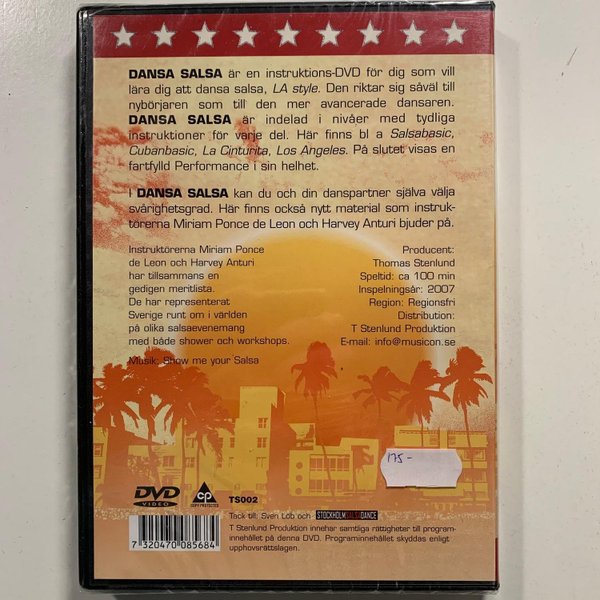 DANSA SALSA är en instruktions-DVD för dig som vill
lära dig att dansa salsa, LA style. Den riktar sig såväl till
nybörjaren som till den mer avancerade dansaren.
DANSA SALSA är indelad i nivåer med tydliga
instruktioner för varje del. Här finns bl a Salsabasic,
Cubanbasic, La Cinturita, Los Angeles. På slutet visas en
fartfylld Performance i sin helhet.
I DANSA SALSA kan du och din danspartner själva välja
svårighetsgrad. Här finns också nytt material som instruk-
törerna Miriam Ponce de Leon och Harvey Anturi bjuder på.
Instruktörerna Miriam Ponce
de Leon och Harvey Anturi
har tillsammans en
gedigen meritlista.
De har representerat
Sverige runt om i världen
på olika salsaevenemang
med både shower och workshops.
Musik: Show me your Salsa
Producent:
Thomas Stenlund
Speltid: ca 100 min
Inspelningsår: 2007
Region: Regionsfri
Distribution:
T Stenlund Produktion
E-mail: info@musicon.se
175-
DVD
VIDEO
CP
COPY PROTECTED
TS002
7 320470 085684
Tack till: Sven Löb och STOCKHOLMSALSADANCE
T Stenlund Produktion innehar samtliga rättigheter till program-
innehållet på denna DVD. Programinnehållet skyddas enligt
upphovsrättslagen.